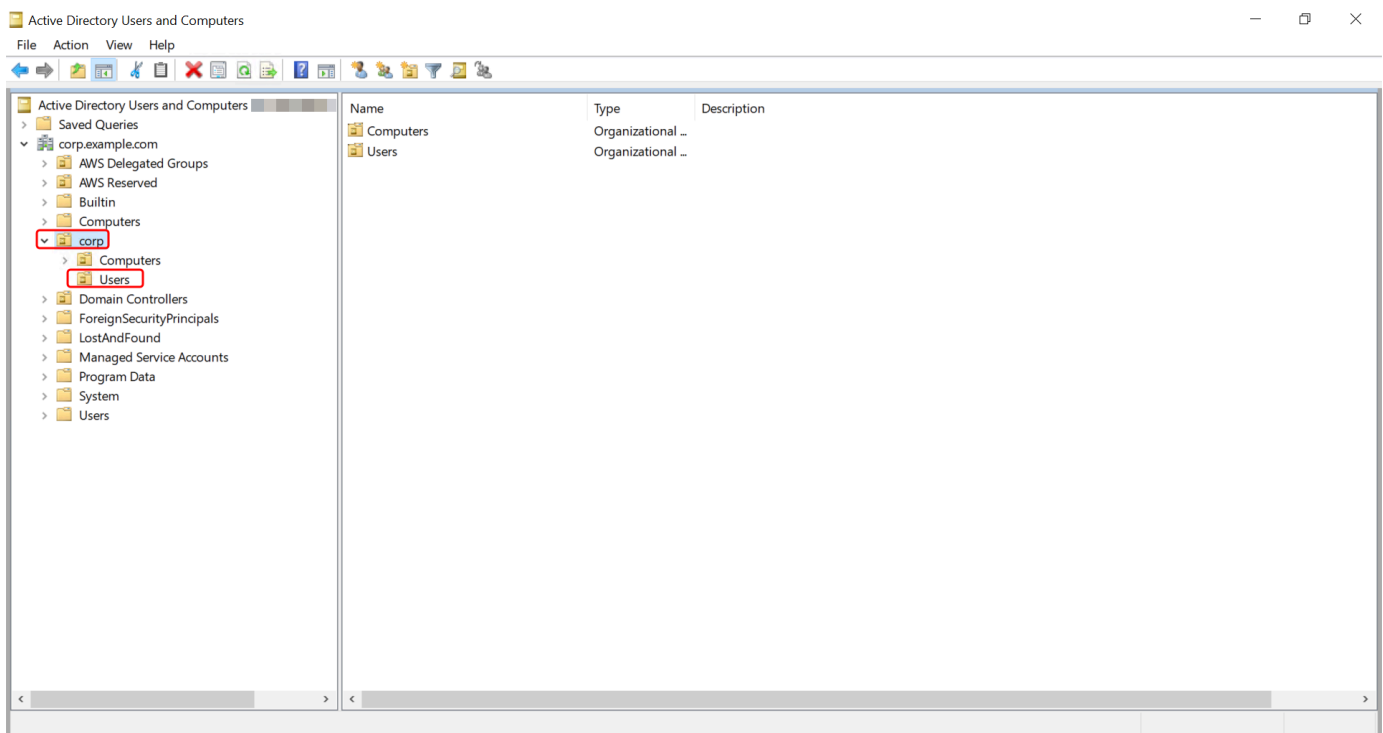 Active Directory Users and Computers
File Action View Help
Active Directory Users and Computers
Saved Queries
corp.example.com
AWS Delegated Groups
AWS Reserved
Builtin
Computers
corp
Computers
Users
Domain Controllers
ForeignSecurityPrincipals
LostAndFound
Managed Service Accounts
Program Data
System
Users
Name Type Description
Computers Organizational ...
Users Organizational ...